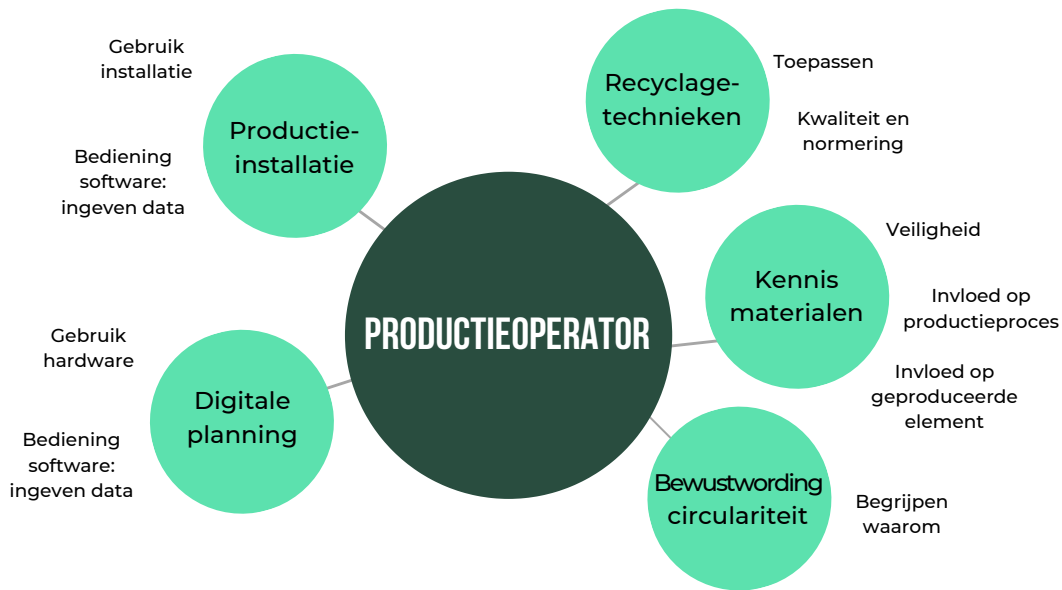 Gebruik
installatie
Productie-
installatie
Bediening
software:
ingeven data
Recyclage-
technieken
Toepassen
Kwaliteit en
normering
PRODUCTIEOPERATOR
Kennis
materialen
Veiligheid
Invloed op
productieproces
Invloed op
geproduceerde
element
Gebruik
hardware
Digitale
planning
Bediening
software:
ingeven data
Bewustwording
circulariteit
Begrijpen
waarom